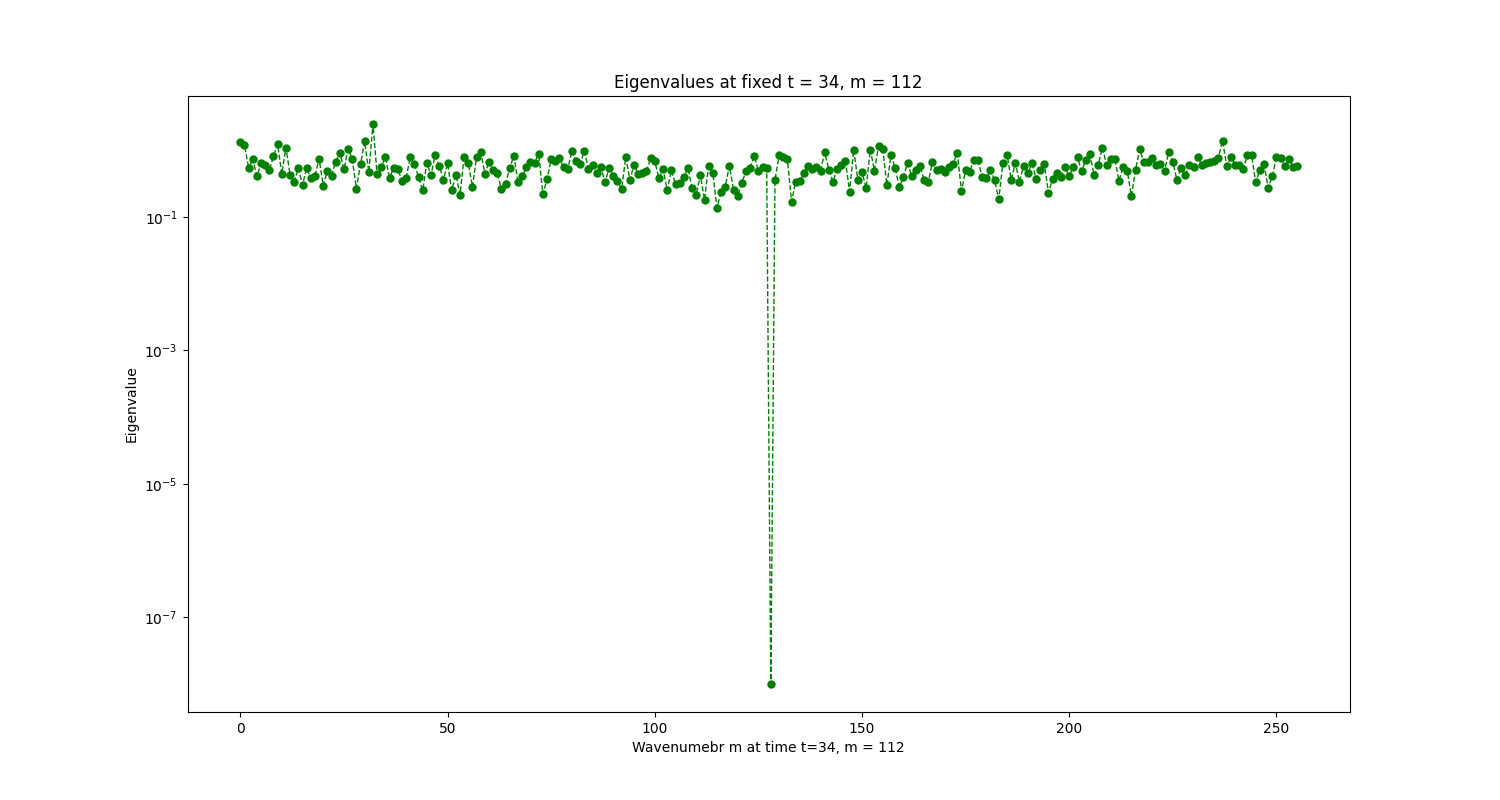 Eigenvalues at fixed t = 34, m = 112
Eigenvalue
10⁻¹
10⁻³
10⁻⁵
10⁻⁷
0 50 100 150 200 250
Wavenumebr m at time t=34, m = 112